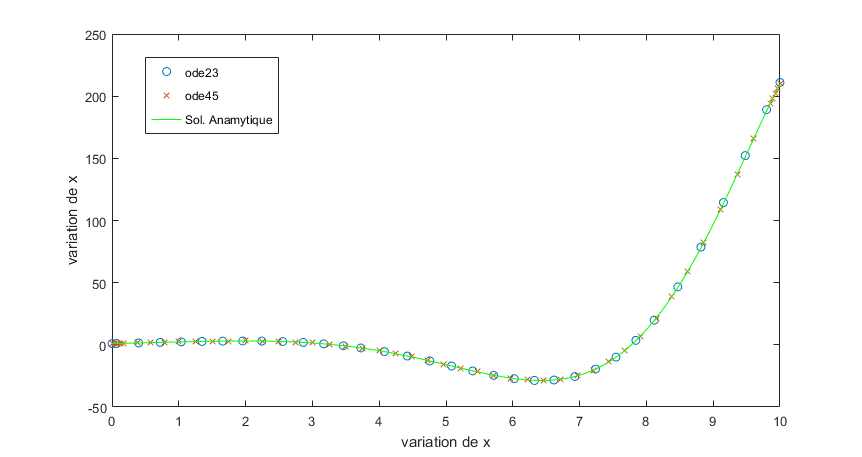 250
200
150
100
50
0
-50
ode23
ode45
Sol. Anamytique
variation de x
0 1 2 3 4 5 6 7 8 9 10
variation de x